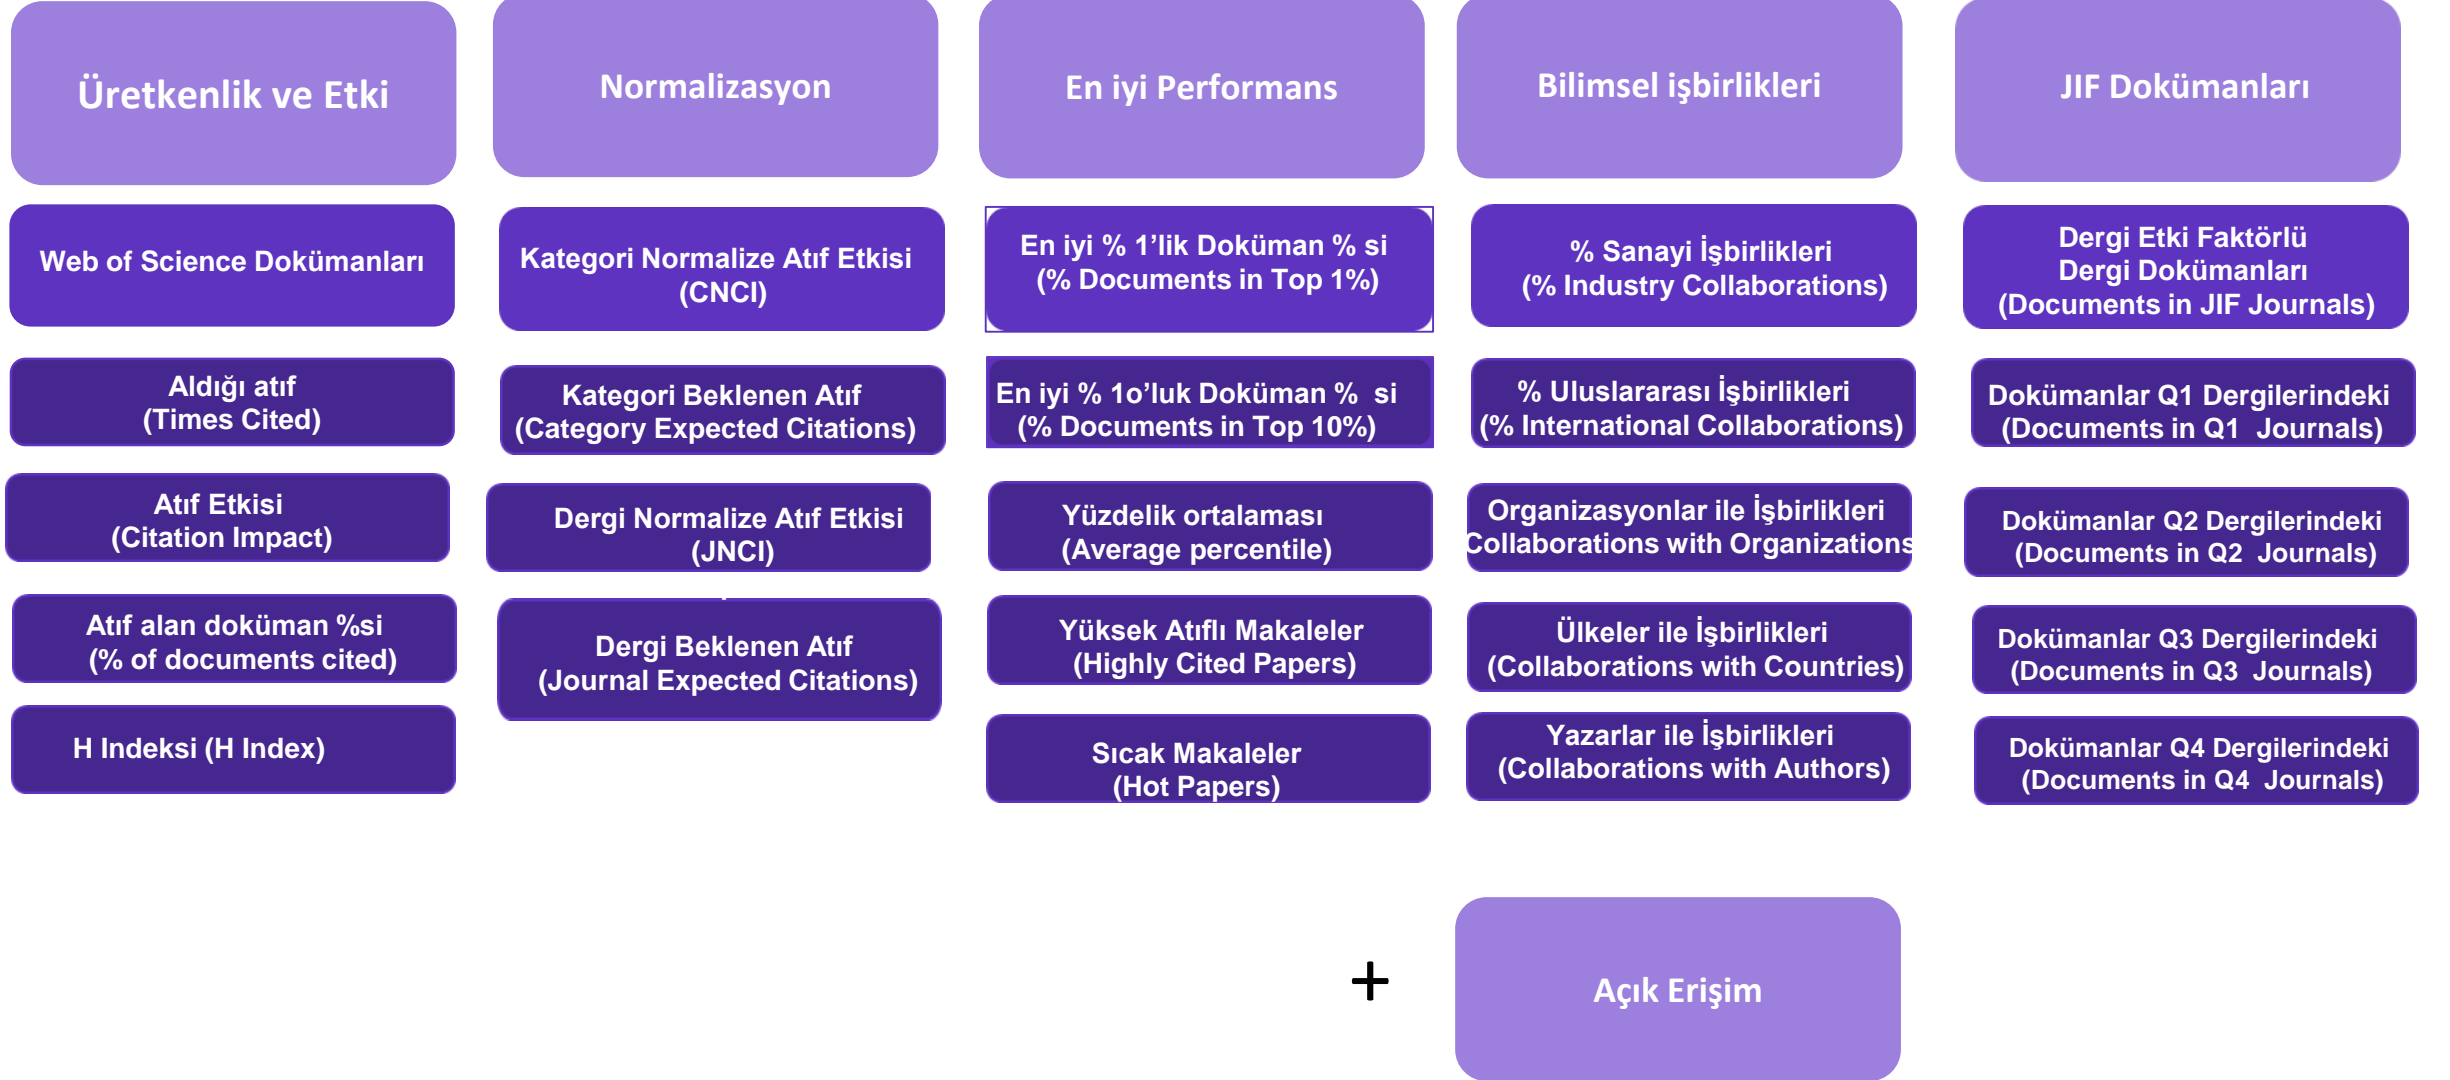 Üretkenlik ve Etki
Web of Science Dokümanları
Aldığı atıf
(Times Cited)
Atıf Etkisi
(Citation Impact)
Atıf alan doküman %si
(% of documents cited)
H Indeksi (H Index)
Normalizasyon
Kategori Normalize Atıf Etkisi
(CNCI)
Kategori Beklenen Atıf
(Category Expected Citations)
Dergi Normalize Atıf Etkisi
(JNCI)
Dergi Beklenen Atıf
(Journal Expected Citations)
En iyi Performans
En iyi % 1’lik Doküman % si
(% Documents in Top 1%)
En iyi % 1o’luk Doküman %  si
(% Documents in Top 10%)
Yüzdelik ortalaması
(Average percentile)
Yüksek Atıflı Makaleler
(Highly Cited Papers)
Sıcak Makaleler
(Hot Papers)
Bilimsel işbirlikleri
% Sanayi İşbirlikleri
(% Industry Collaborations)
% Uluslararası İşbirlikleri
(% International Collaborations)
Organizasyonlar ile İşbirlikleri
Collaborations with Organizations
Ülkeler ile İşbirlikleri
(Collaborations with Countries)
Yazarlar ile İşbirlikleri
(Collaborations with Authors)
JIF Dokümanları
Dergi Etki Faktörlü
Dergi Dokümanları
(Documents in JIF Journals)
Dokümanlar Q1 Dergilerindeki
(Documents in Q1  Journals)
Dokümanlar Q2 Dergilerindeki
(Documents in Q2  Journals)
Dokümanlar Q3 Dergilerindeki
(Documents in Q3  Journals)
Dokümanlar Q4 Dergilerindeki
(Documents in Q4  Journals)
+
Açık Erişim